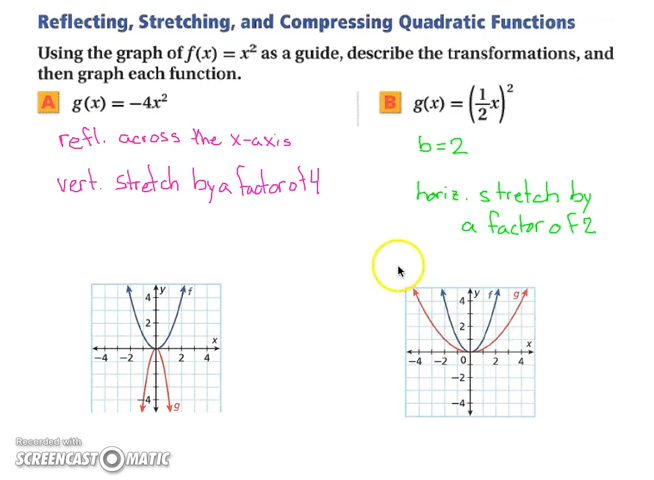 Reflecting, Stretching, and Compressing Quadratic Functions
Using the graph of f(x) = x² as a guide, describe the transformations, and
then graph each function.
A g(x) = −4x²
refl. across the x-axis
vert. stretch by a factor of 4
B g(x) = (1/2 x)²
b=2
horiz. stretch by
a factor of 2
4 y f
2
x
−4 −2 2 4
−4 g
4 y f g
2
x
−4 −2 0 2 4
−2
−4
Recorded with
SCREENCAST O MATIC